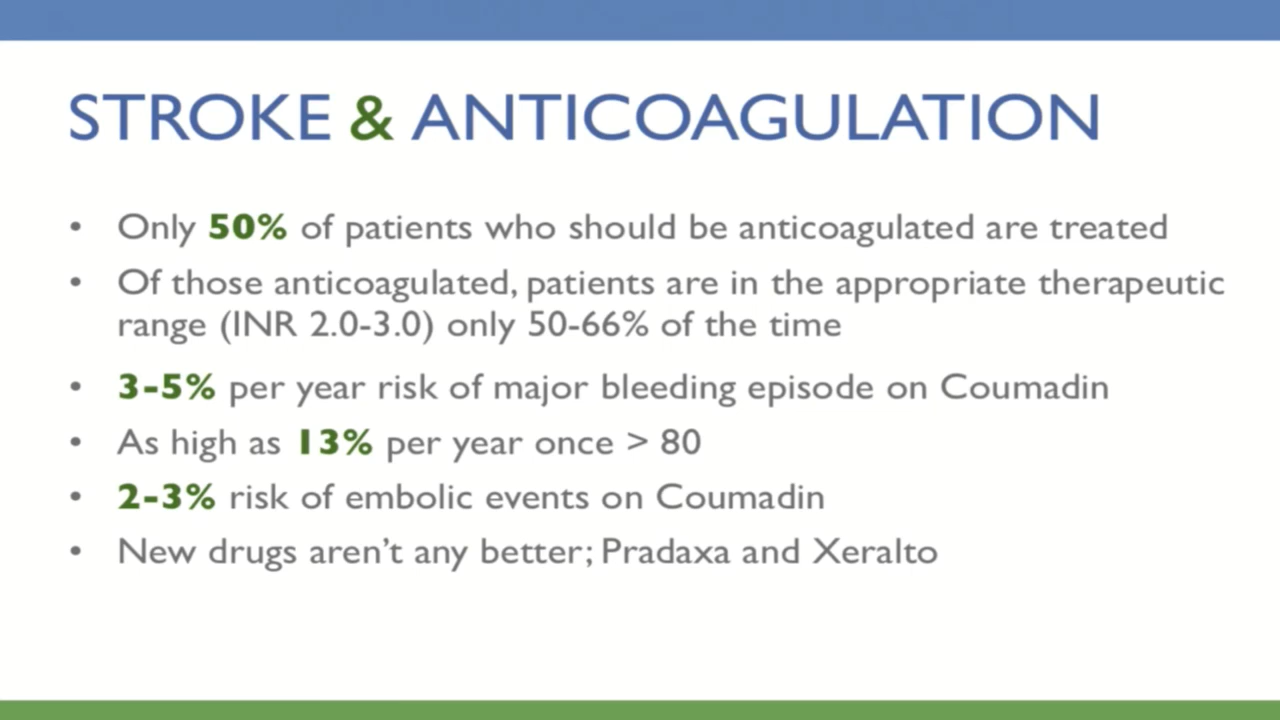 STROKE & ANTICOAGULATION
• Only 50% of patients who should be anticoagulated are treated
• Of those anticoagulated, patients are in the appropriate therapeutic
range (INR 2.0-3.0) only 50-66% of the time
• 3-5% per year risk of major bleeding episode on Coumadin
• As high as 13% per year once > 80
• 2-3% risk of embolic events on Coumadin
• New drugs aren’t any better; Pradaxa and Xeralto